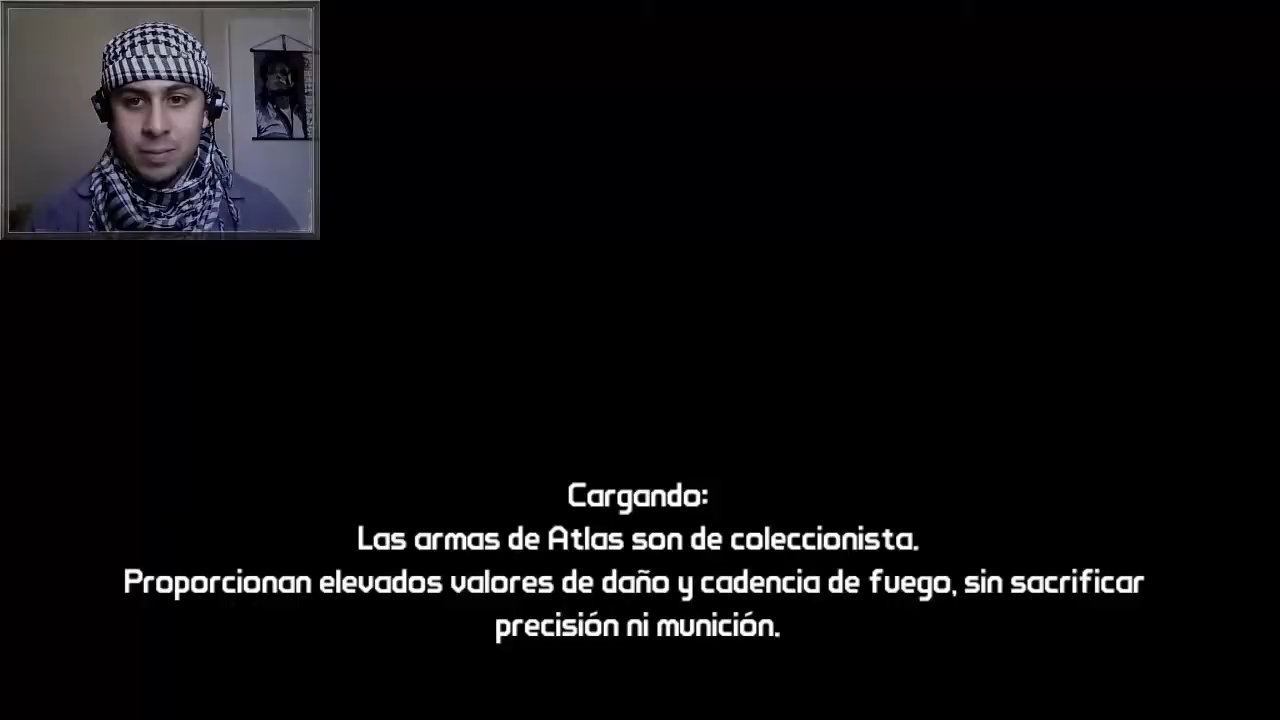 Cargando:
Las armas de Atlas son de coleccionista.
Proporcionan elevados valores de daño y cadencia de fuego, sin sacrificar
precisión ni munición.